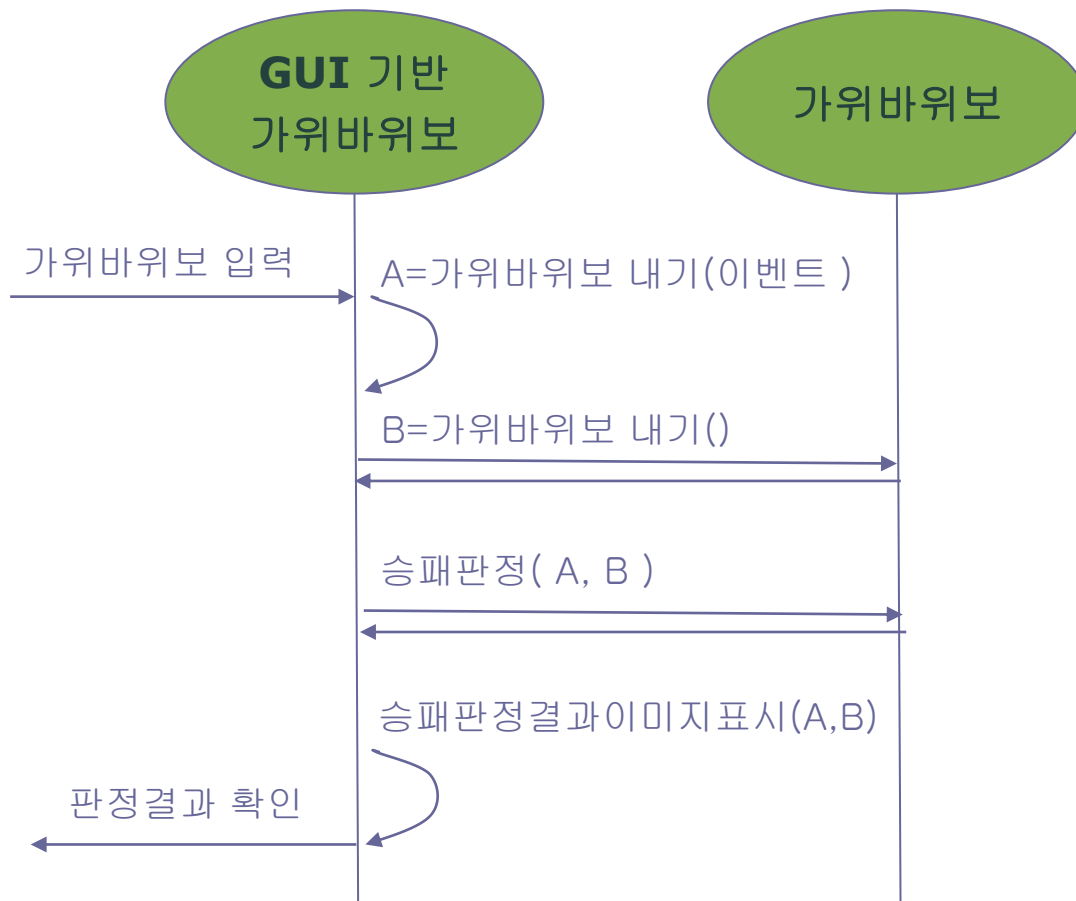 GUI 기반
가위바위보
가위바위보
가위바위보 입력
A=가위바위보 내기(이벤트 )
B=가위바위보 내기()
승패판정( A, B )
승패판정결과이미지표시(A,B)
판정결과 확인